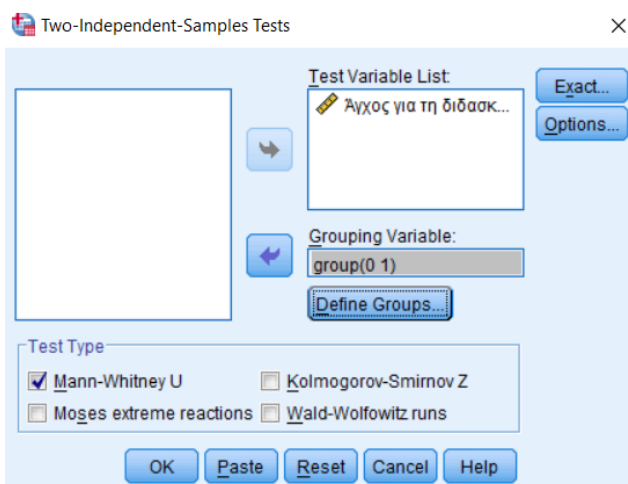 Two-Independent-Samples Tests
Test Variable List:
Άγχος για τη διδασκ...
Exact...
Options...
Grouping Variable:
group(0 1)
Define Groups...
Test Type
Mann-Whitney U
Kolmogorov-Smirnov Z
Moses extreme reactions
Wald-Wolfowitz runs
OK
Paste
Reset
Cancel
Help